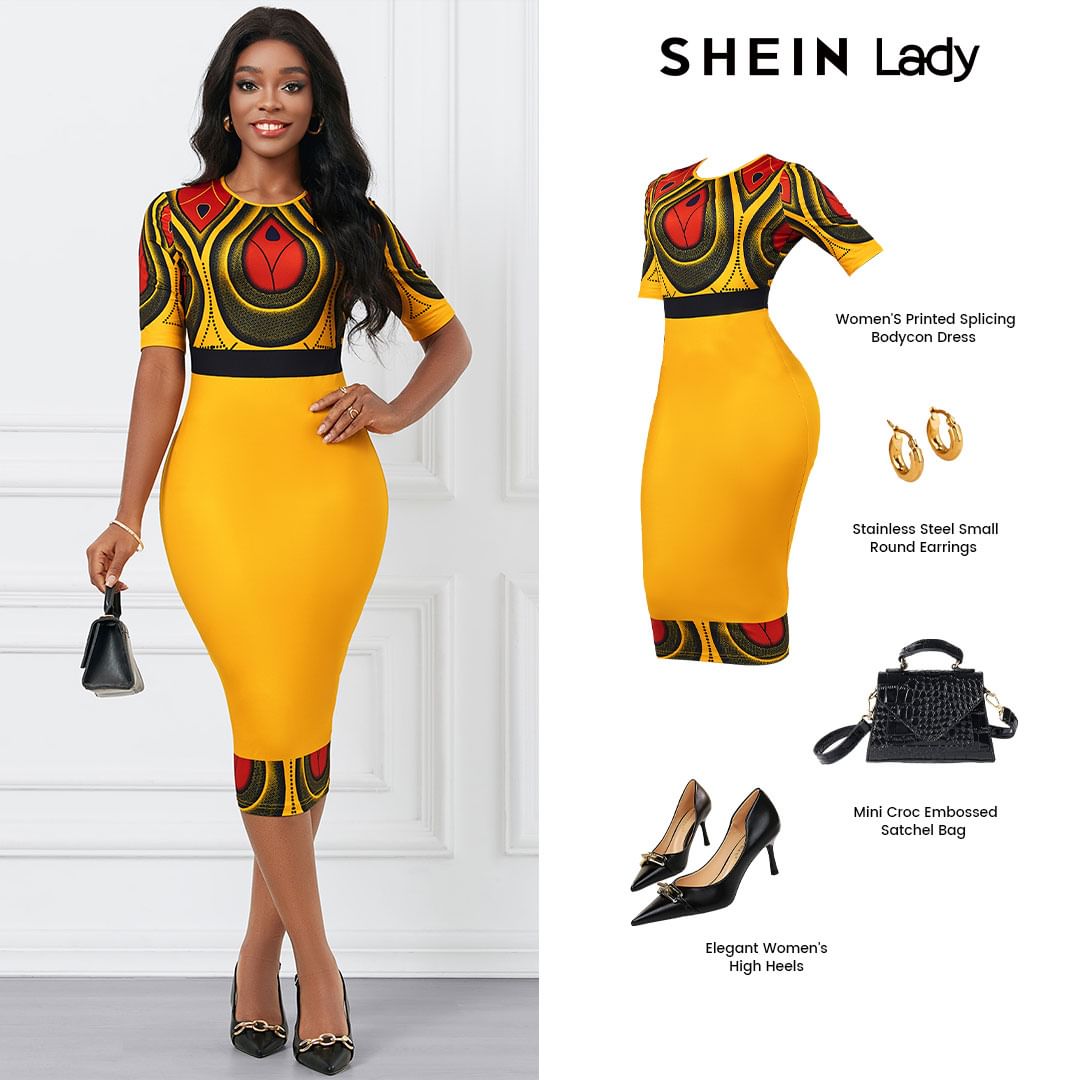 SHEIN Lady
Women'S Printed Splicing
Bodycon Dress
Stainless Steel Small
Round Earrings
Mini Croc Embossed
Satchel Bag
Elegant Women's
High Heels